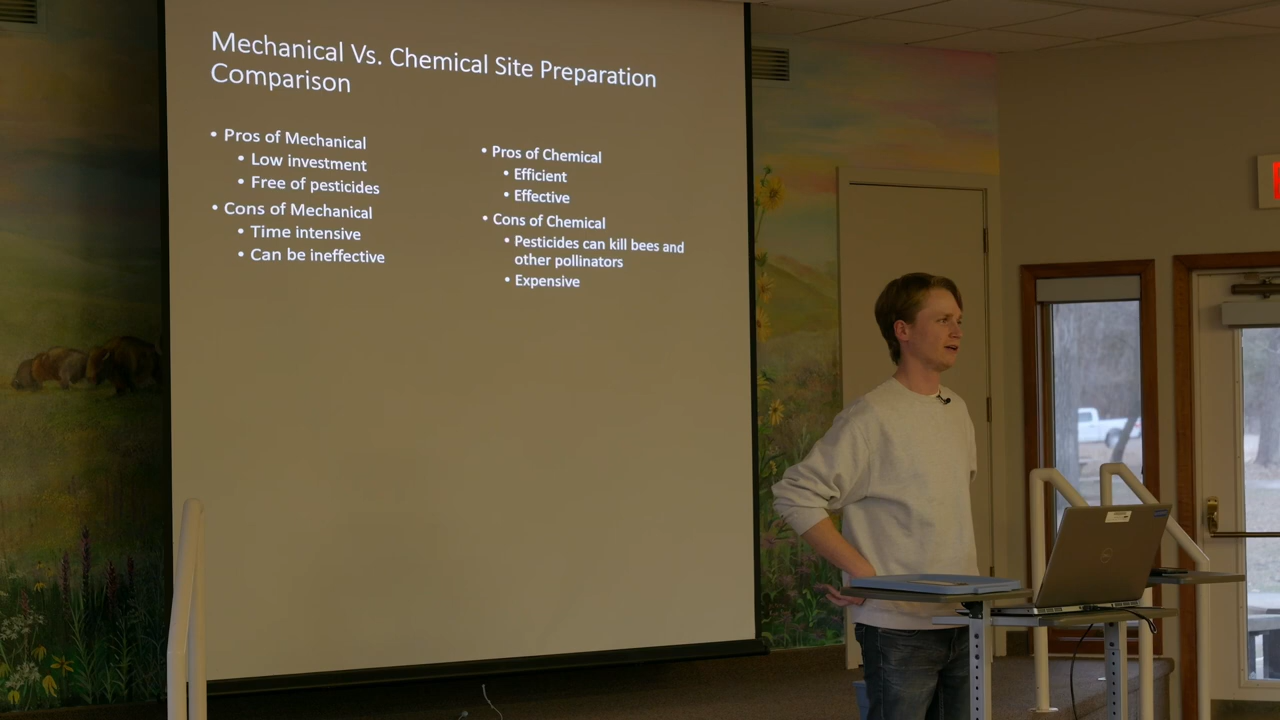 Mechanical Vs. Chemical Site Preparation
Comparison
• Pros of Mechanical
• Low investment
• Free of pesticides
• Cons of Mechanical
• Time intensive
• Can be ineffective
• Pros of Chemical
• Efficient
• Effective
• Cons of Chemical
• Pesticides can kill bees and
other pollinators
• Expensive